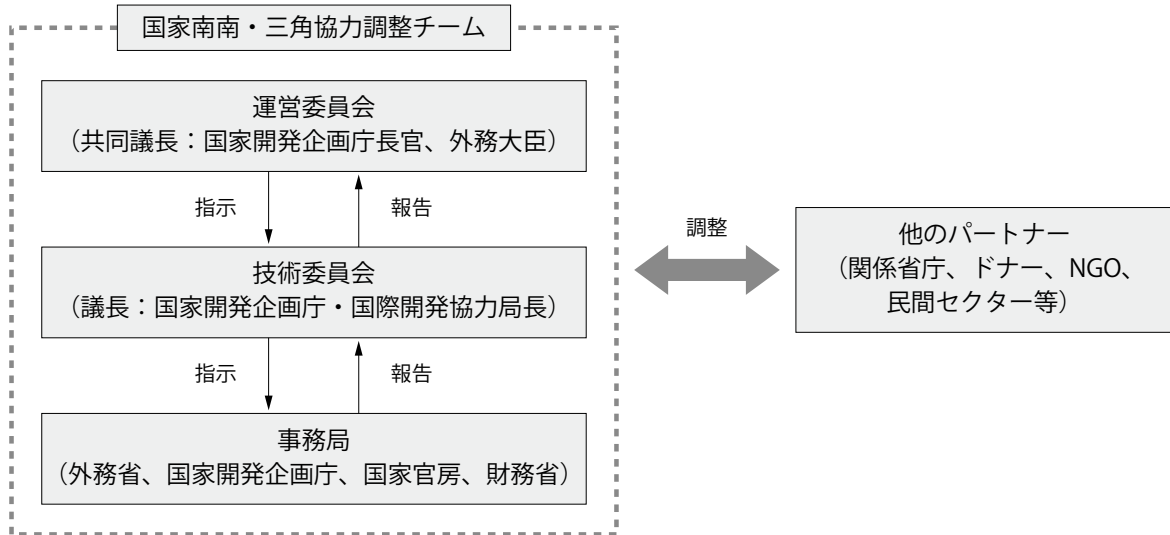 国家南南・三角協力調整チーム
運営委員会
（共同議長：国家開発企画庁長官、外務大臣）
指示
報告
技術委員会
（議長：国家開発企画庁・国際開発協力局長）
指示
報告
事務局
（外務省、国家開発企画庁、国家官房、財務省）
調整
他のパートナー
（関係省庁、ドナー、NGO、
民間セクター等）